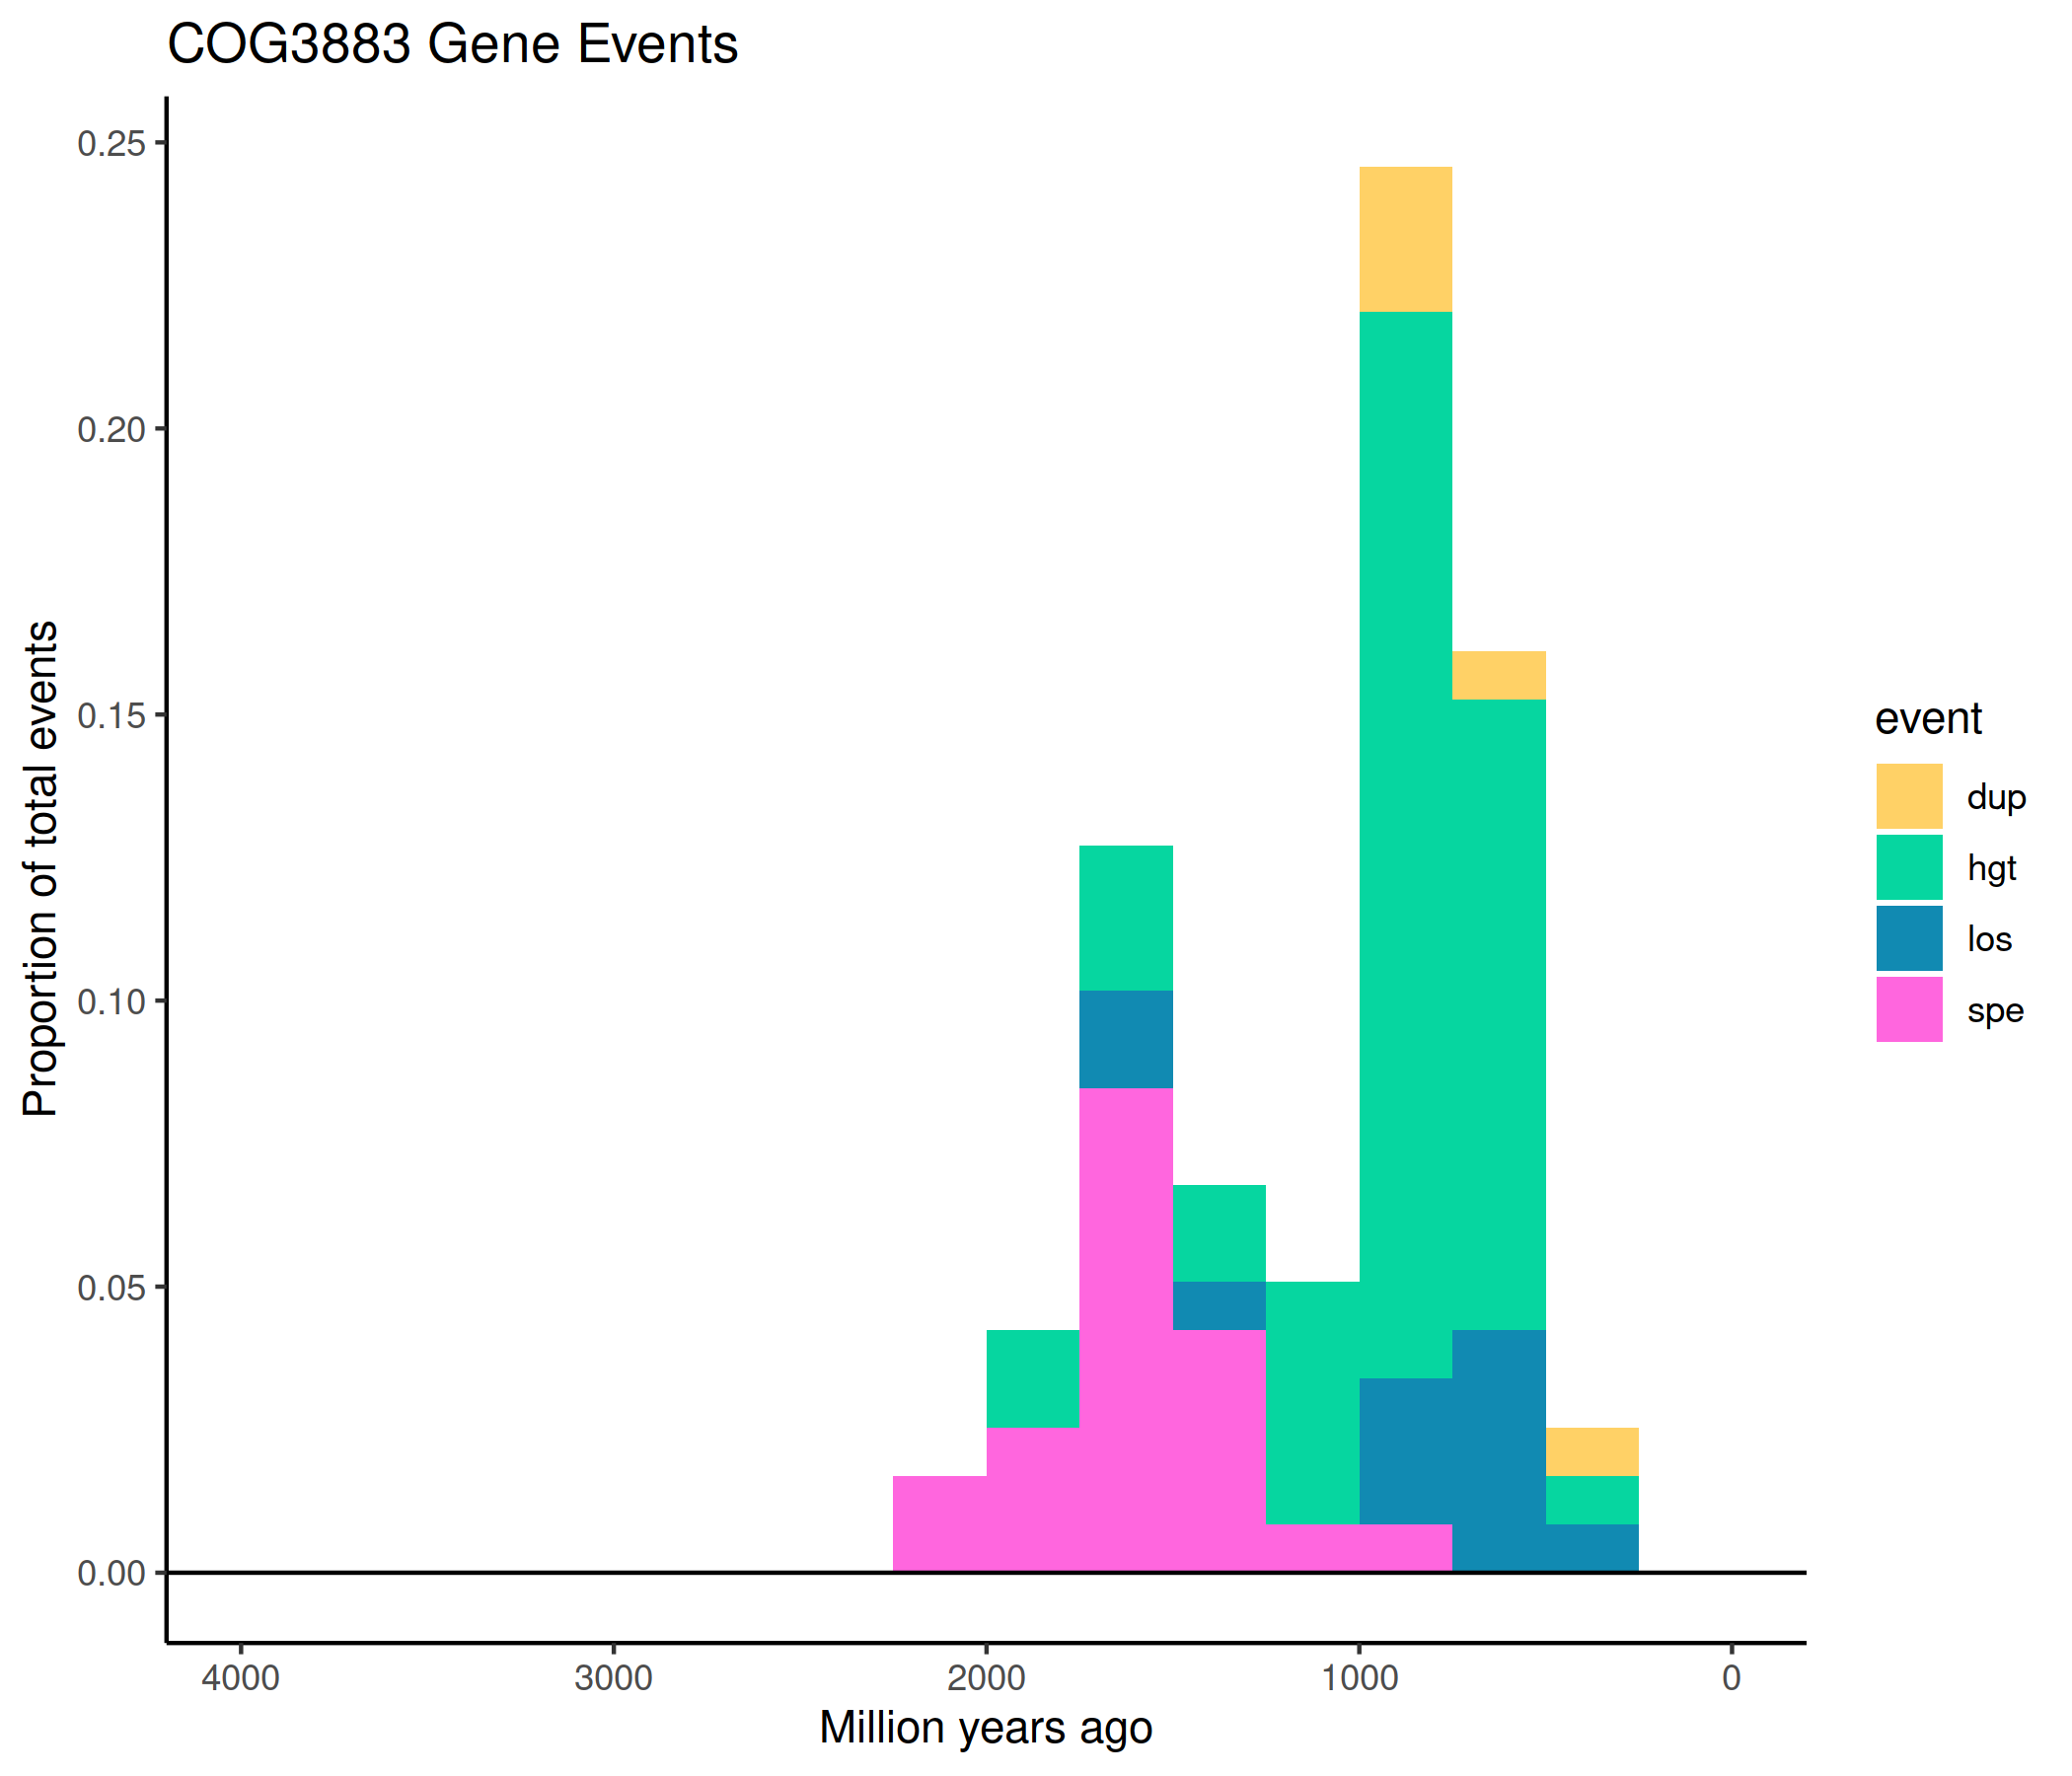 COG3883 Gene Events
0.25
0.20
0.15
0.10
0.05
0.00
Proportion of total events
4000 3000 2000 1000 0
Million years ago
event
dup
hgt
los
spe